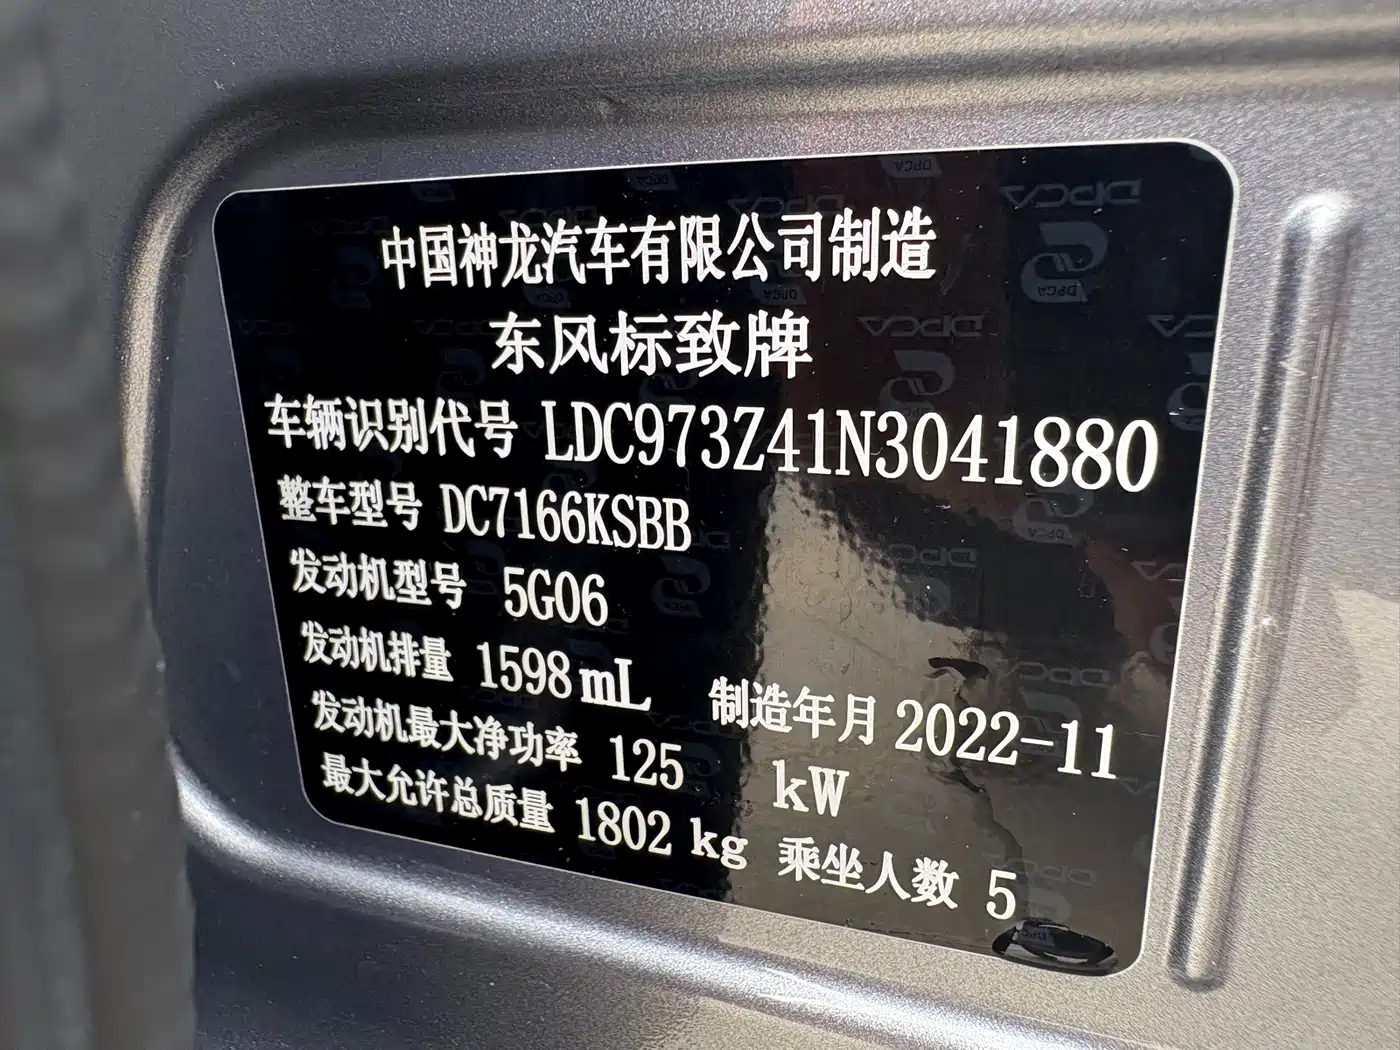 中国神龙汽车有限公司制造
东风标致牌
车辆识别代号 LDC973Z41N3041880
整车型号 DC7166KSBB
发动机型号 5G06
发动机排量 1598 mL 制造年月 2022-11
发动机最大净功率 125 kW
最大允许总质量 1802 kg 乘坐人数 5